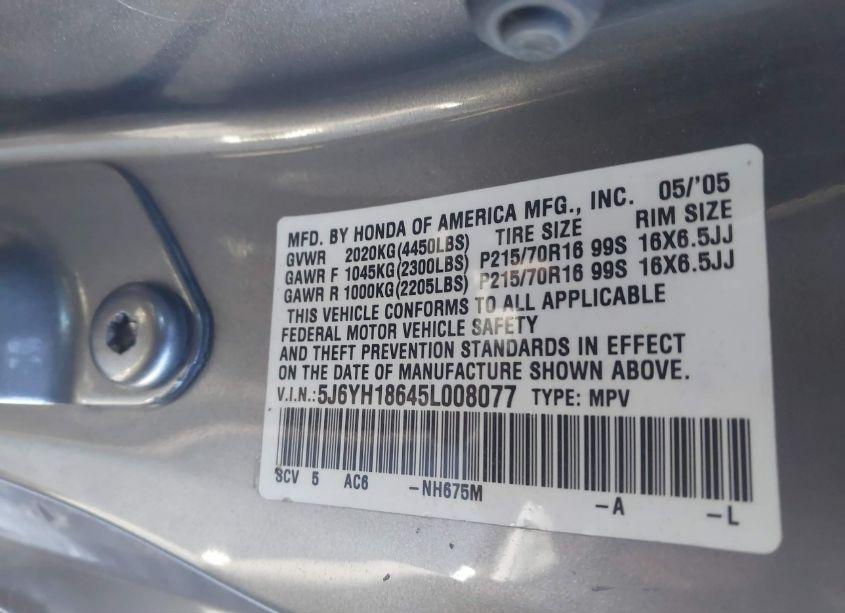 MFD. BY HONDA OF AMERICA MFG., INC. 05/'05
GVWR 2020KG(4450LBS) TIRE SIZE RIM SIZE
GAWR F 1045KG(2300LBS) P215/70R16 99S 16X6.5JJ
GAWR R 1000KG(2205LBS) P215/70R16 99S 16X6.5JJ
THIS VEHICLE CONFORMS TO ALL APPLICABLE
FEDERAL MOTOR VEHICLE SAFETY
AND THEFT PREVENTION STANDARDS IN EFFECT
ON THE DATE OF MANUFACTURE SHOWN ABOVE.
V.I.N.:5J6YH18645L008077 TYPE: MPV
SCV 5 AC6 -NH675M -A -L